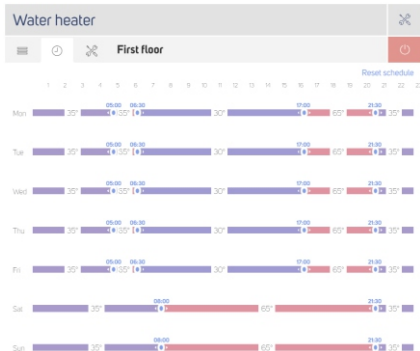 Water heater
First floor
Reset schedule
1 2 3 4 5 6 7 8 9 10 11 12 13 14 15 16 17 18 19 20 21 22
Mon 35° 05:00 35° 06:30 30° 17:00 65° 21:30 35°
Tue 35° 05:00 35° 06:30 30° 17:00 65° 21:30 35°
Wed 35° 05:00 35° 06:30 30° 17:00 65° 21:30 35°
Thu 35° 05:00 35° 06:30 30° 17:00 65° 21:30 35°
Fri 35° 05:00 35° 06:30 30° 17:00 65° 21:30 35°
Sat 35° 08:00 65° 21:30 35°
Sun 35° 08:00 65° 21:30 35°